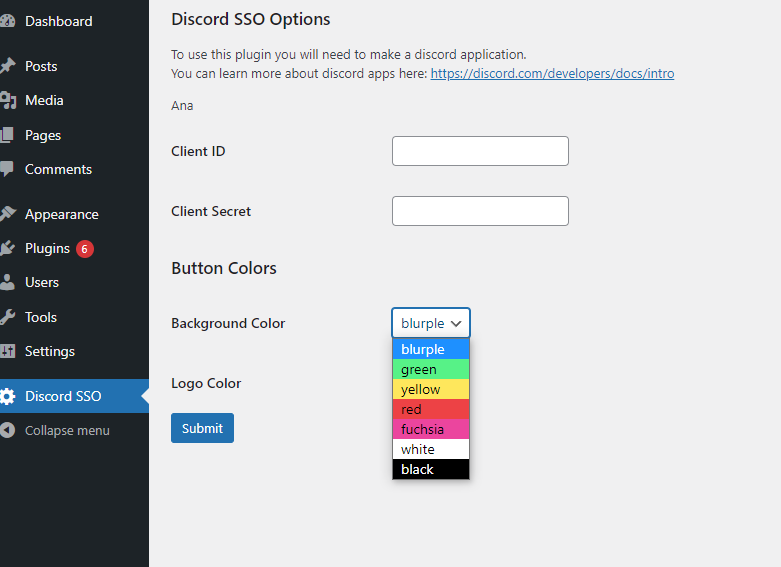 Dashboard
Posts
Media
Pages
Comments
Appearance
Plugins 6
Users
Tools
Settings
Discord SSO
Collapse menu
Discord SSO Options
To use this plugin you will need to make a discord application.
You can learn more about discord apps here: https://discord.com/developers/docs/intro
Ana
Client ID
Client Secret
Button Colors
Background Color
blurple
blurple
green
yellow
red
fuchsia
white
black
Logo Color
Submit